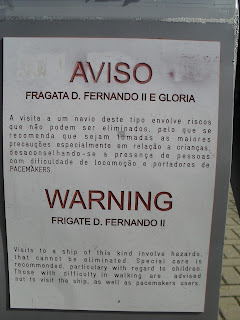 AVISO
FRAGATA D. FERNANDO II E GLORIA
A visita a um navio deste tipo envolve riscos
que não podem ser eliminados, pelo que se
recomenda que sejam tomadas as maiores
precauções especialmente em relação a crianças,
desaconselhando-se a presença de pessoas
com dificuldade de locomoção e portadores de
PACEMAKERS.
WARNING
FRIGATE D. FERNANDO II
Visits to a ship of this kind involve hazards,
that cannot be eliminated. Special care is
recommended, particulary with regard to children.
Those with difficulty in walking are advised
not to visit the ship, as well as pacemakers users.